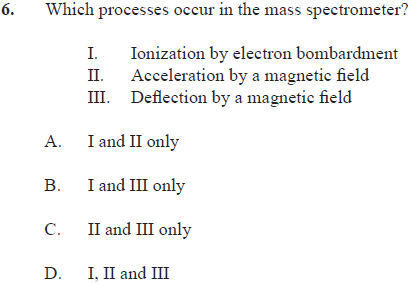 6. Which processes occur in the mass spectrometer?
I. Ionization by electron bombardment
II. Acceleration by a magnetic field
III. Deflection by a magnetic field
A. I and II only
B. I and III only
C. II and III only
D. I, II and III